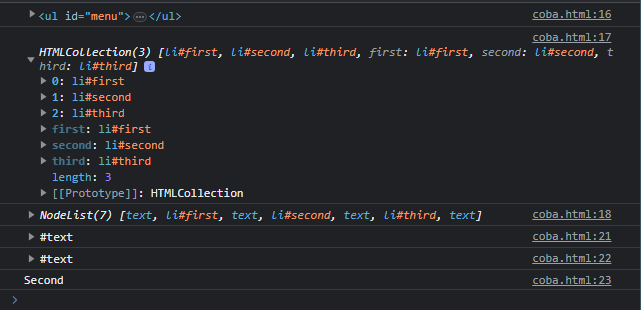 ▶<ul id="menu"> ⋯ </ul> coba.html:16
coba.html:17
HTMLCollection(3) [li#first, li#second, li#third, first: li#first, second: li#second, t
▼ hird: li#third] i
▶ 0: li#first
▶ 1: li#second
▶ 2: li#third
▶ first: li#first
▶ second: li#second
▶ third: li#third
length: 3
▶ [[Prototype]]: HTMLCollection
▶ NodeList(7) [text, li#first, text, li#second, text, li#third, text] coba.html:18
▶ #text coba.html:21
▶ #text coba.html:22
Second coba.html:23
>